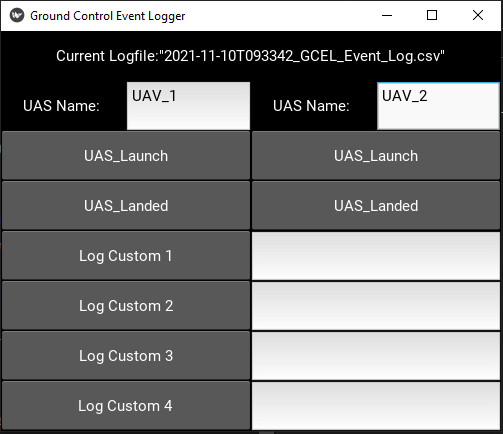 Ground Control Event Logger
Current Logfile:"2021-11-10T093342_GCEL_Event_Log.csv"
UAS Name: UAV_1 UAS Name: UAV_2
UAS_Launch UAS_Launch
UAS_Landed UAS_Landed
Log Custom 1
Log Custom 2
Log Custom 3
Log Custom 4